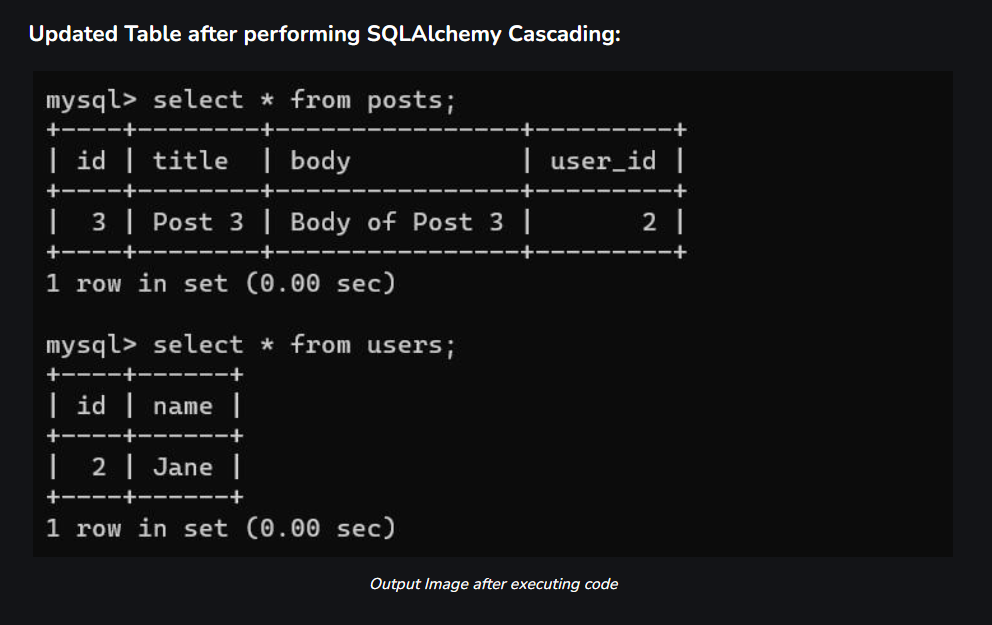 Updated Table after performing SQLAlchemy Cascading:
mysql> select * from posts;
+----+--------+----------------+---------+
| id | title  | body           | user_id |
+----+--------+----------------+---------+
|  3 | Post 3 | Body of Post 3 |       2 |
+----+--------+----------------+---------+
1 row in set (0.00 sec)
mysql> select * from users;
+----+------+
| id | name |
+----+------+
|  2 | Jane |
+----+------+
1 row in set (0.00 sec)
Output Image after executing code